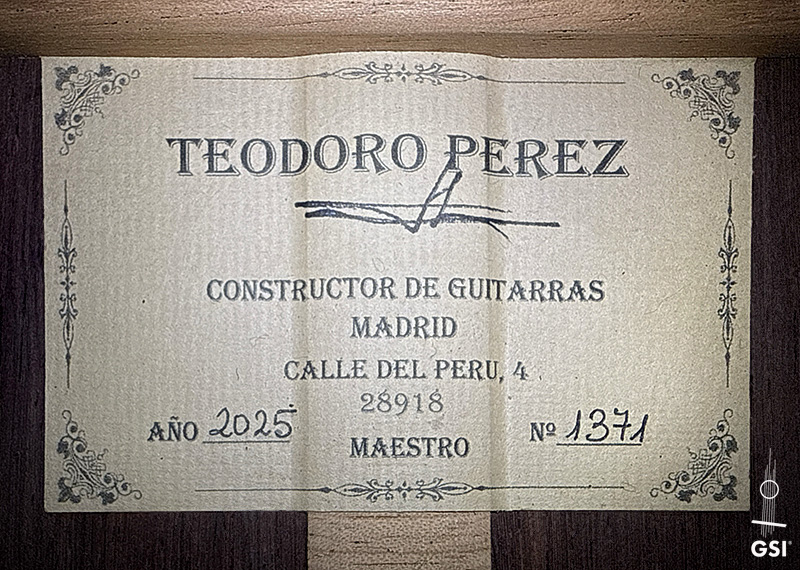 TEODORO PEREZ
CONSTRUCTOR DE GUITARRAS
MADRID
CALLE DEL PERU, 4
28918
AÑO 2025
MAESTRO
Nº 1371
GSI